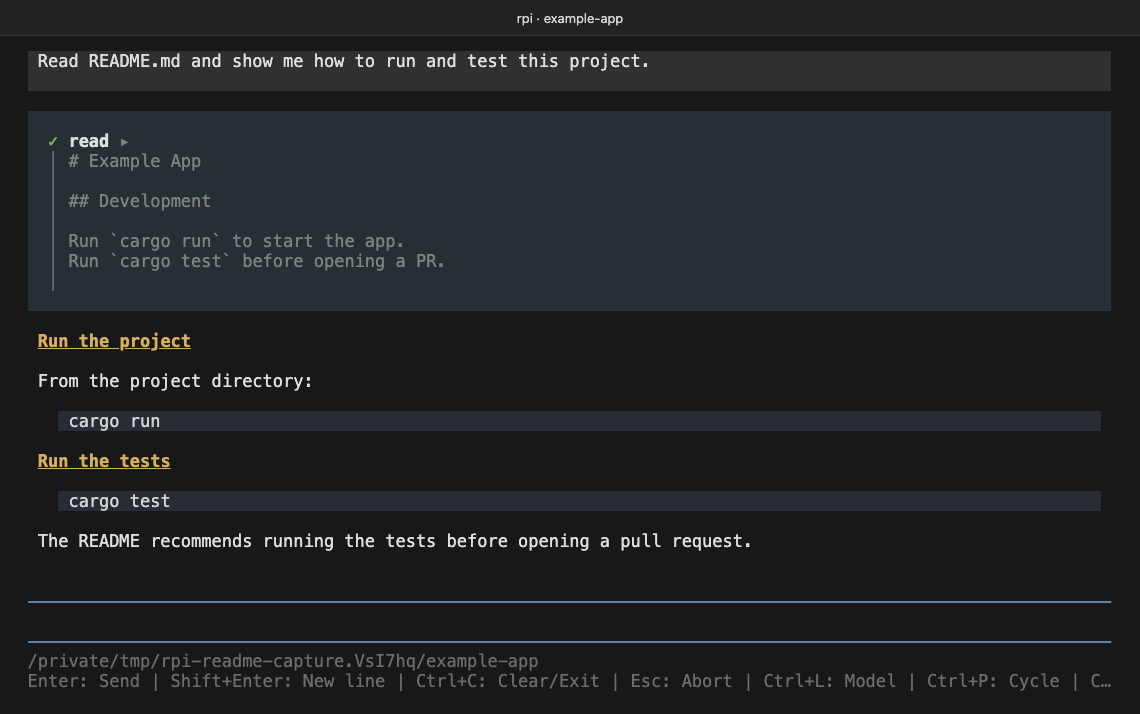 rpi · example-app
Read README.md and show me how to run and test this project.
✓ read ▸
# Example App
## Development
Run `cargo run` to start the app.
Run `cargo test` before opening a PR.
Run the project
From the project directory:
cargo run
Run the tests
cargo test
The README recommends running the tests before opening a pull request.
/private/tmp/rpi-readme-capture.VsI7hq/example-app
Enter: Send | Shift+Enter: New line | Ctrl+C: Clear/Exit | Esc: Abort | Ctrl+L: Model | Ctrl+P: Cycle | C…